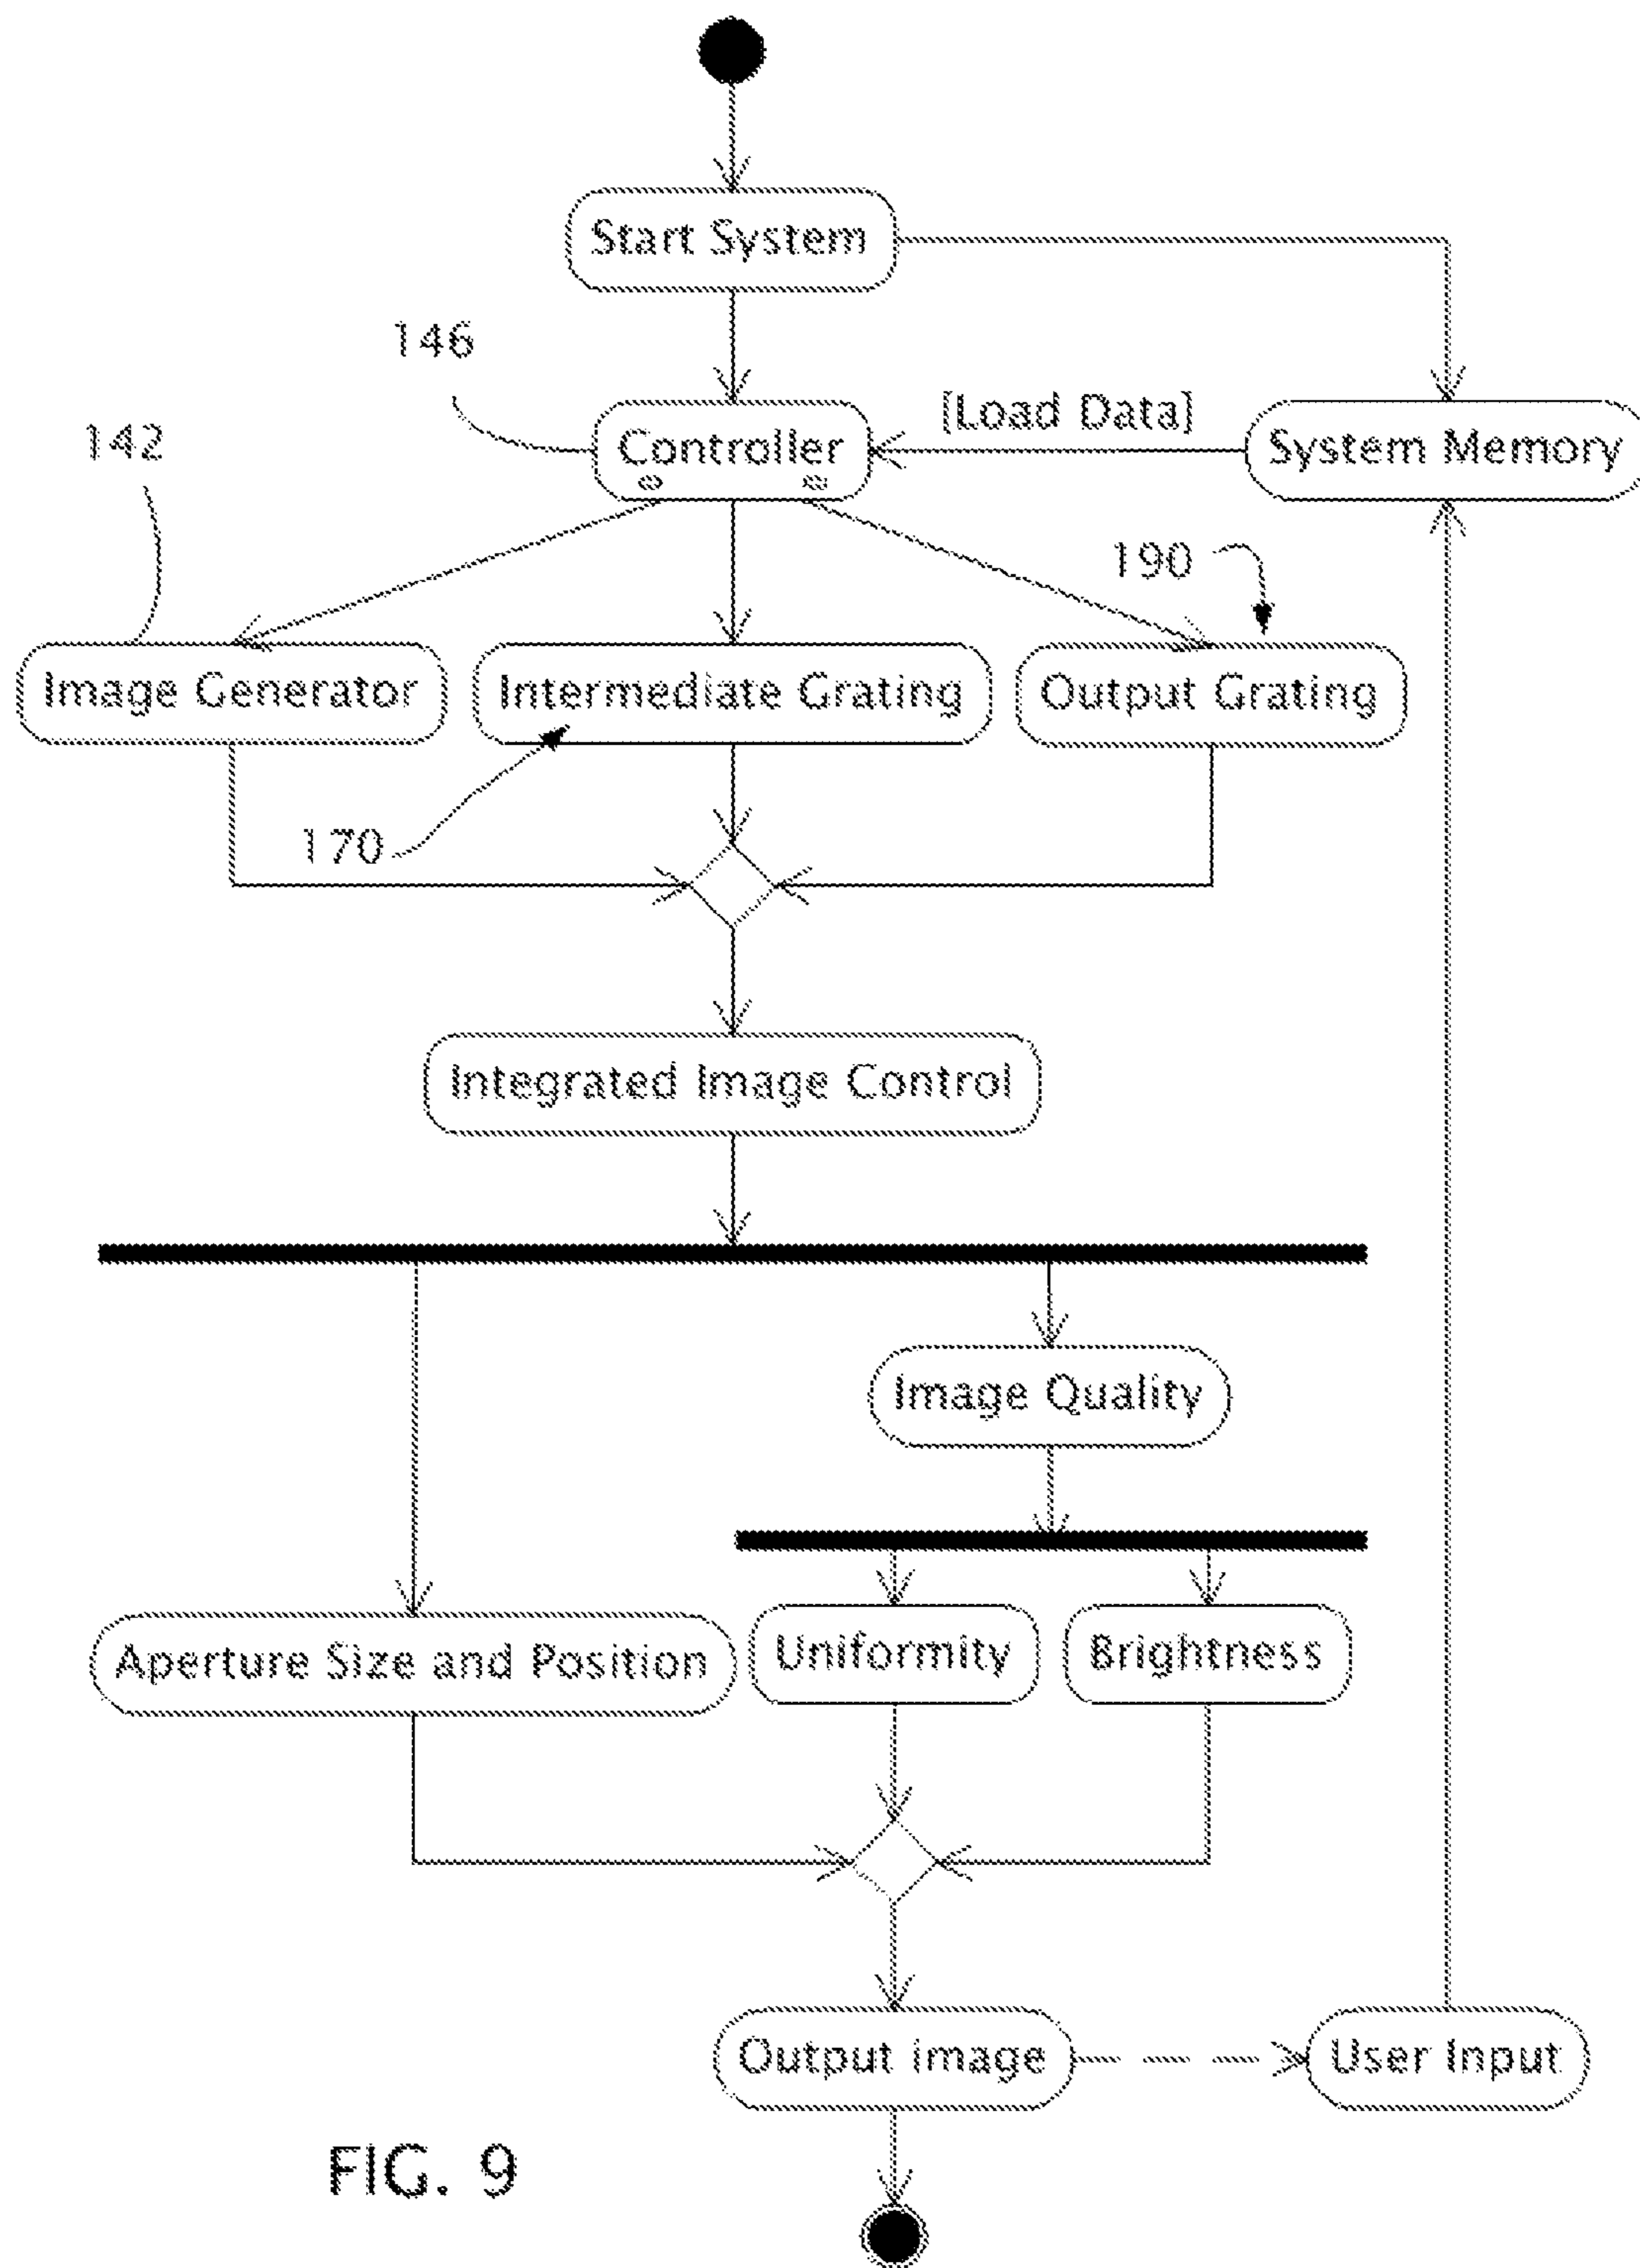 Start System
146
[Load Data]
142
Controller
System Memory
190
Image Generator
Intermediate Grating
Output Grating
170
Integrated Image Control
Image Quality
Aperture Size and Position
Uniformity
Brightness
Output image
User Input
FIG. 9